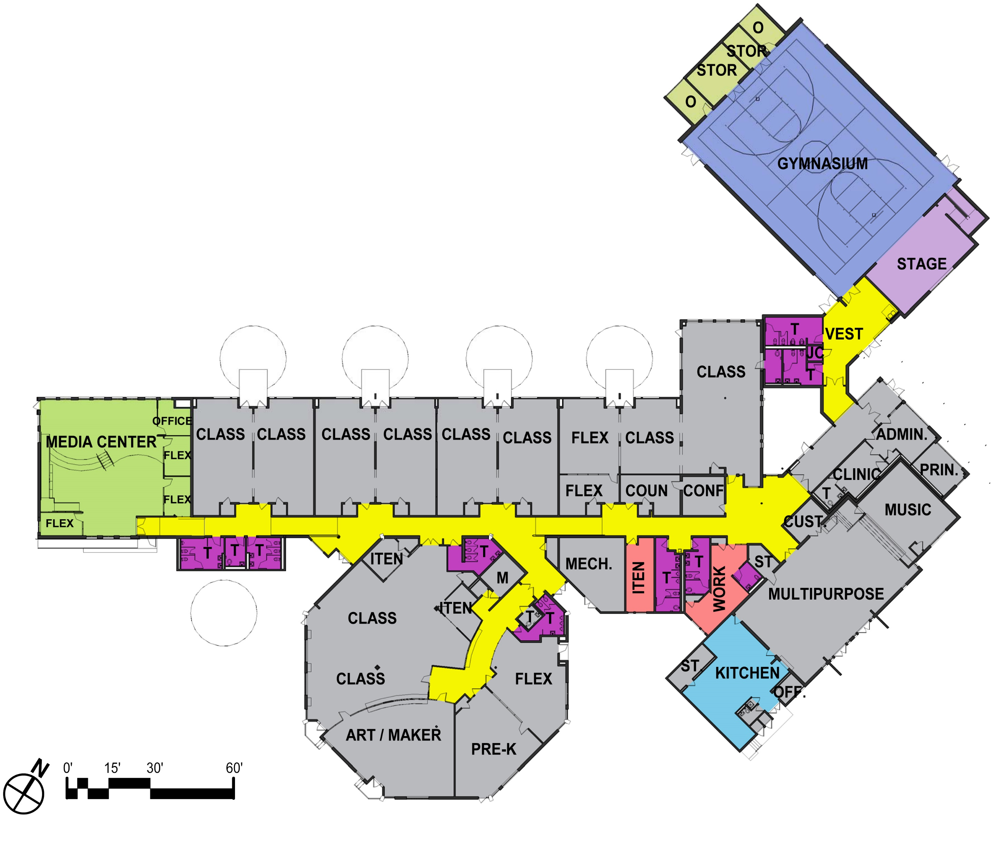 O
STOR
STOR
O
GYMNASIUM
STAGE
T
VEST
JC
T
CLASS
OFFICE
MEDIA CENTER
FLEX
FLEX
FLEX
CLASS
CLASS
CLASS
CLASS
CLASS
CLASS
FLEX
CLASS
FLEX
COUN
CONF
ADMIN.
CLINIC
PRIN.
T
MUSIC
CUST.
T
T
T
ITEN
T
M
MECH.
ITEN
T
T
WORK
ST
MULTIPURPOSE
CLASS
ITEN
T
T
CLASS
FLEX
ST.
KITCHEN
OFF.
ART / MAKER
PRE-K
N
0' 15' 30' 60'